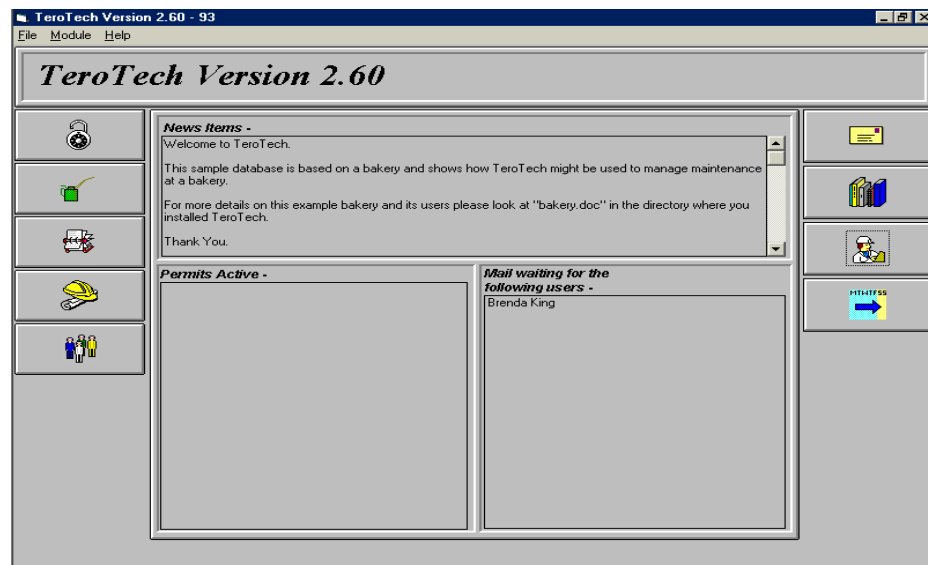 TeroTech Version 2.60 - 93
File Module Help
TeroTech Version 2.60
News Items -
Welcome to TeroTech.
This sample database is based on a bakery and shows how TeroTech might be used to manage maintenance
at a bakery.
For more details on this example bakery and its users please look at "bakery.doc" in the directory where you
installed TeroTech.
Thank You.
Permits Active -
Mail waiting for the
following users -
Brenda King
MTWTFSS